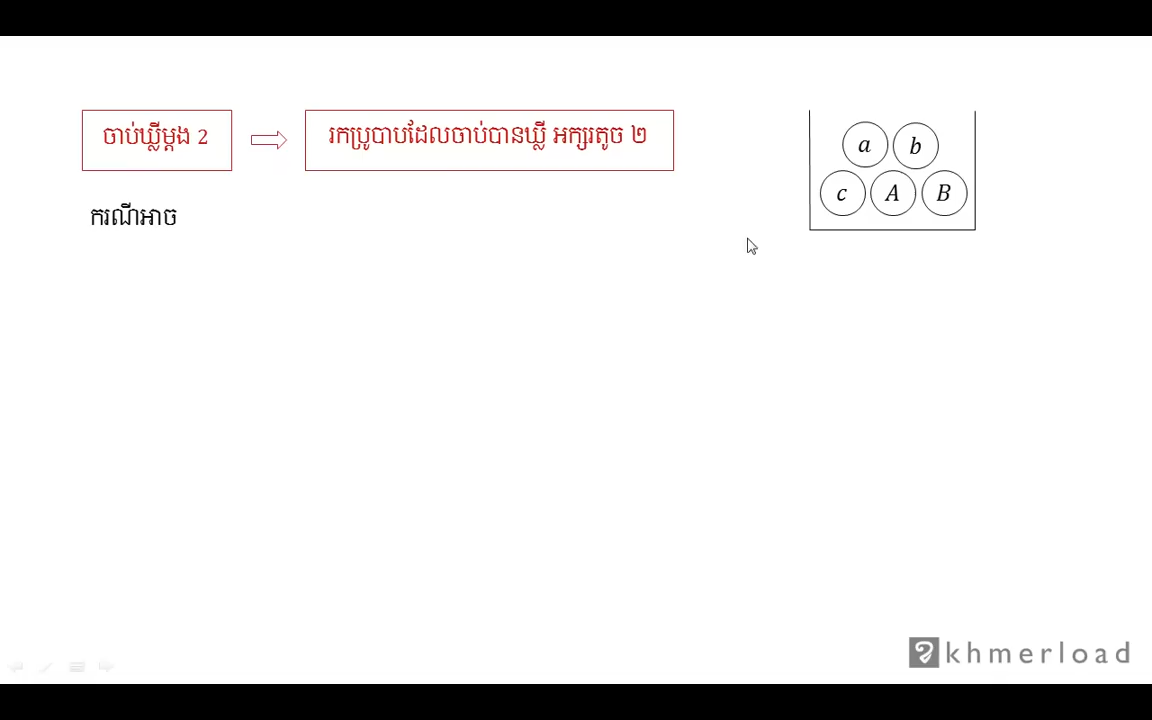 ចាប់ឃ្លីម្តង 2
រកប្រូបាបដែលចាប់បានឃ្លី អក្សរតូច ២
a b
c A B
ករណីអាច
khmerload